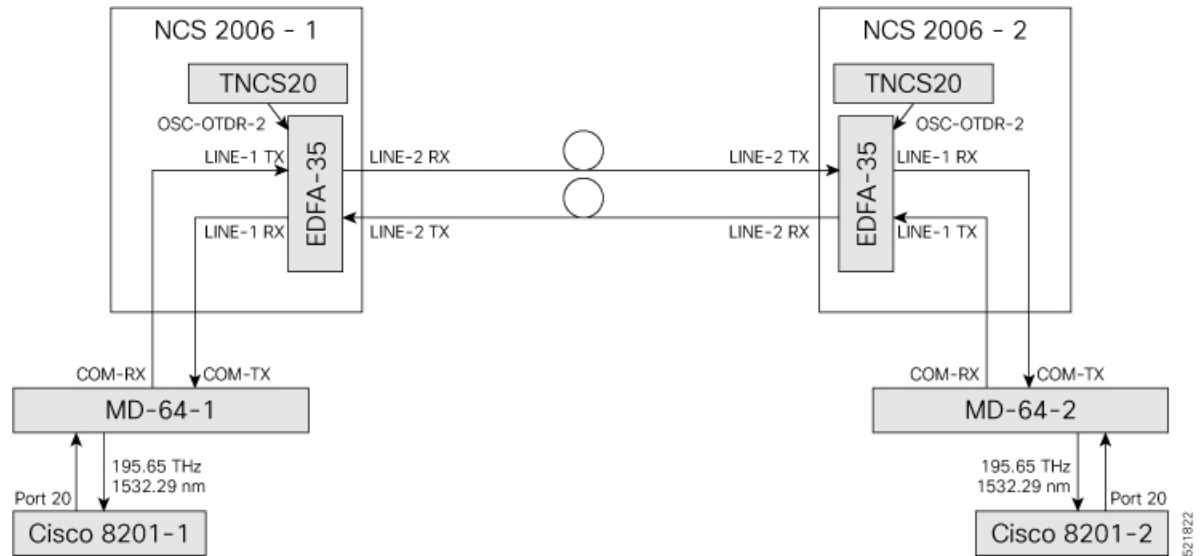 NCS 2006 - 1
NCS 2006 - 2
TNCS20
TNCS20
OSC-OTDR-2
OSC-OTDR-2
EDFA-35
EDFA-35
LINE-1 TX
LINE-2 RX
LINE-2 TX
LINE-1 RX
LINE-1 RX
LINE-2 TX
LINE-2 RX
LINE-1 TX
COM-RX
COM-TX
COM-RX
COM-TX
MD-64-1
MD-64-2
195.65 THz
1532.29 nm
195.65 THz
1532.29 nm
Port 20
Port 20
Cisco 8201-1
Cisco 8201-2
521822